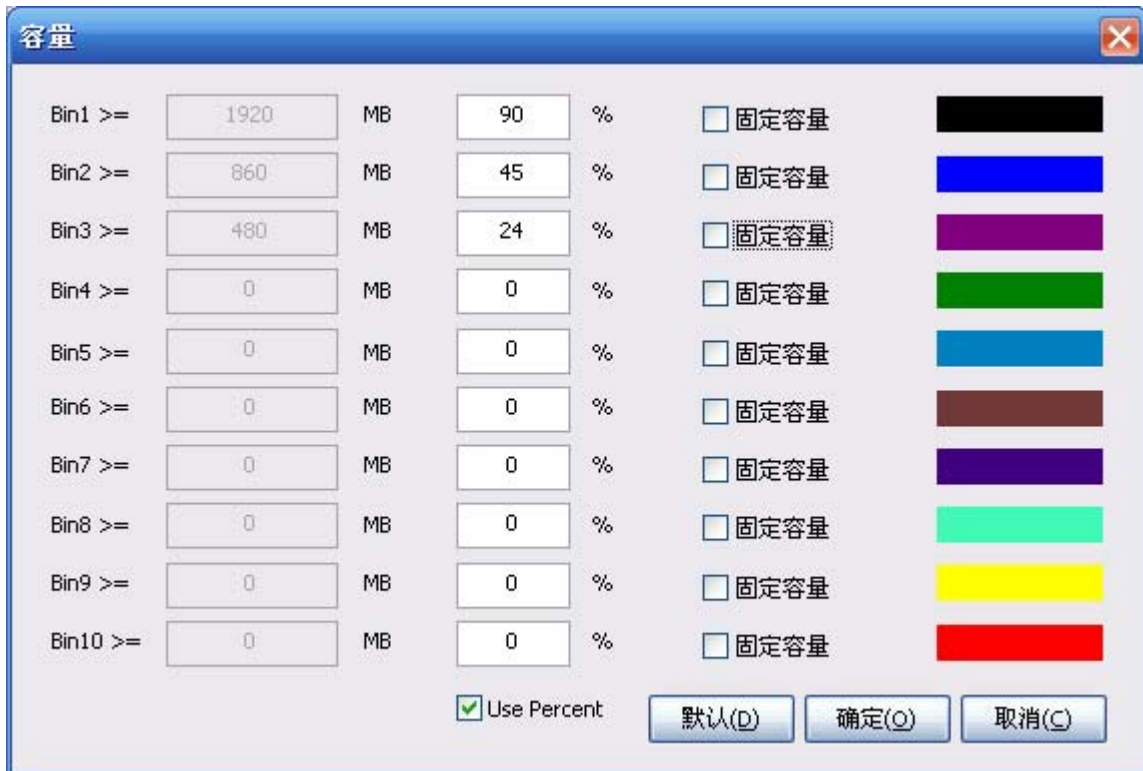 容量
Bin1 >= 1920 MB 90 % 固定容量
Bin2 >= 860 MB 45 % 固定容量
Bin3 >= 480 MB 24 % 固定容量
Bin4 >= 0 MB 0 % 固定容量
Bin5 >= 0 MB 0 % 固定容量
Bin6 >= 0 MB 0 % 固定容量
Bin7 >= 0 MB 0 % 固定容量
Bin8 >= 0 MB 0 % 固定容量
Bin9 >= 0 MB 0 % 固定容量
Bin10 >= 0 MB 0 % 固定容量
Use Percent 默认(D) 确定(O) 取消(C)